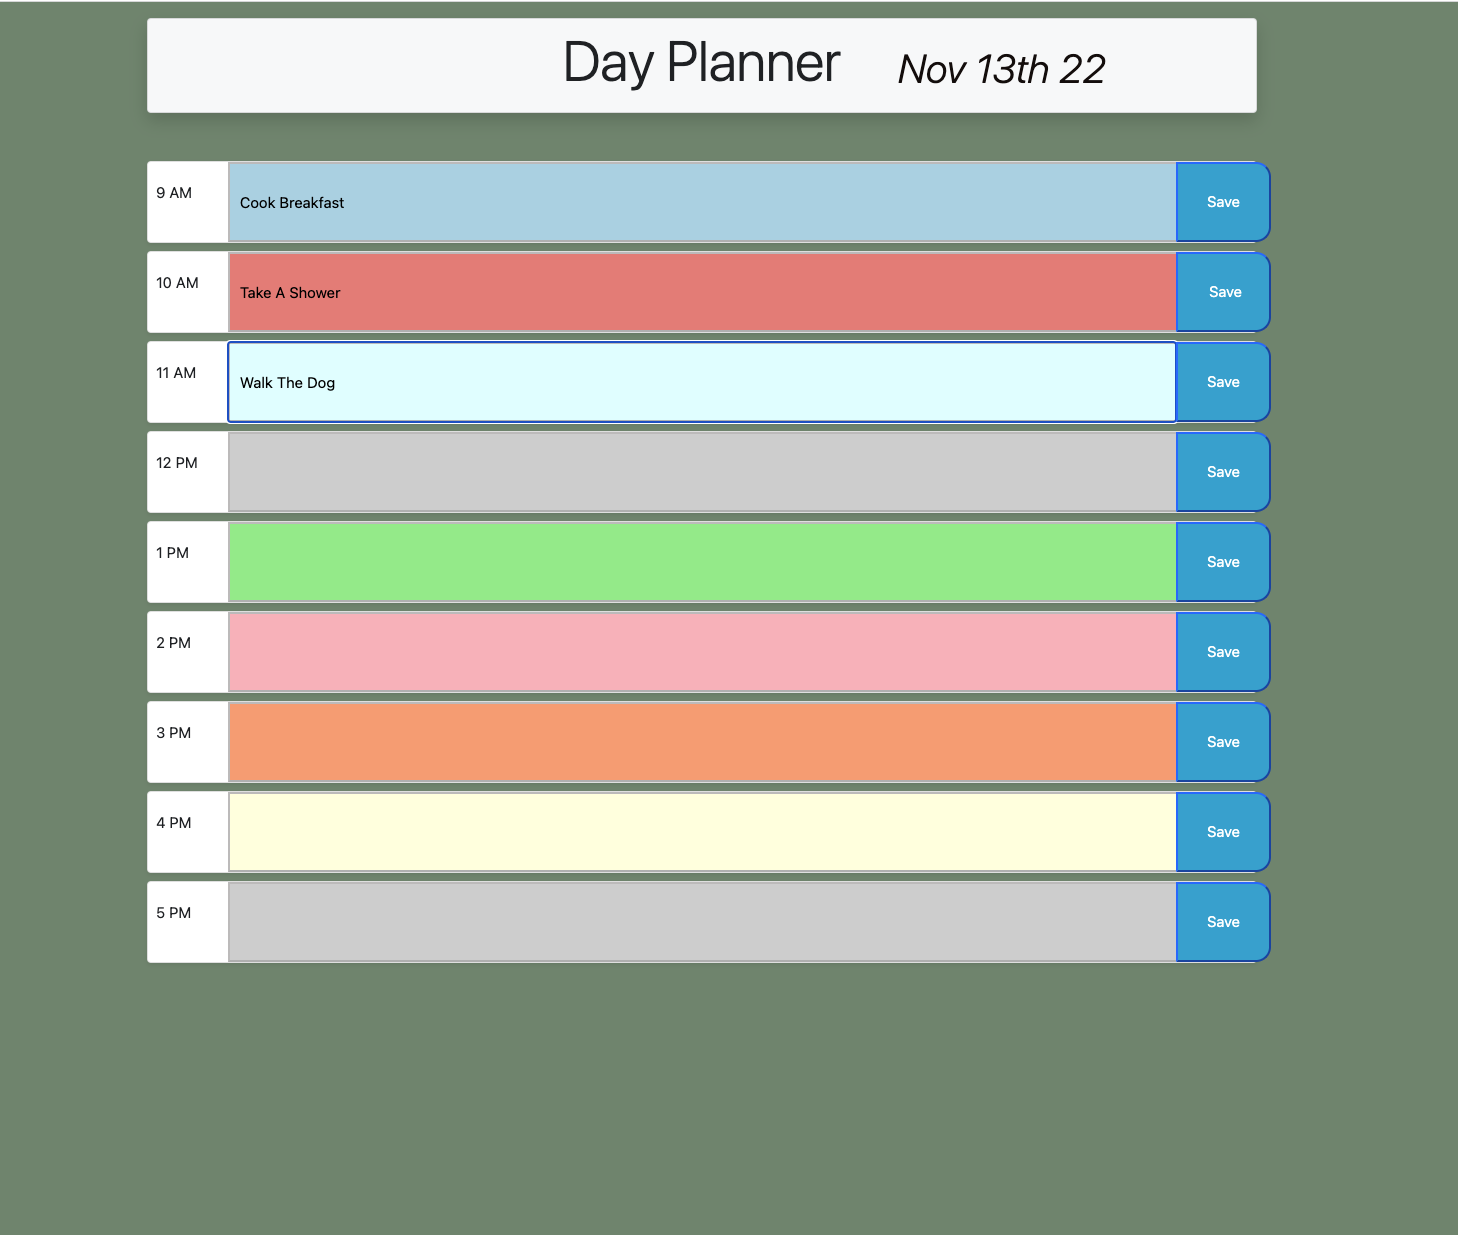 Day Planner Nov 13th 22
9 AM Cook Breakfast Save
10 AM Take A Shower Save
11 AM Walk The Dog Save
12 PM Save
1 PM Save
2 PM Save
3 PM Save
4 PM Save
5 PM Save